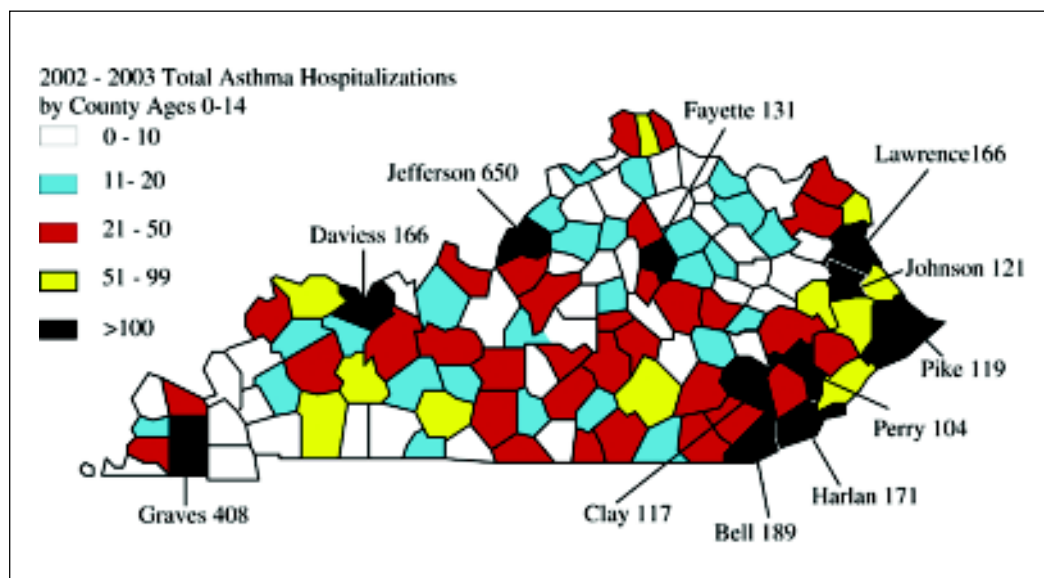 2002 - 2003 Total Asthma Hospitalizations
by County Ages 0-14
0 - 10
11- 20
21 - 50
51 - 99
>100
Fayette 131
Lawrence166
Jefferson 650
Daviess 166
Johnson 121
Pike 119
Perry 104
Harlan 171
Clay 117
Graves 408
Bell 189